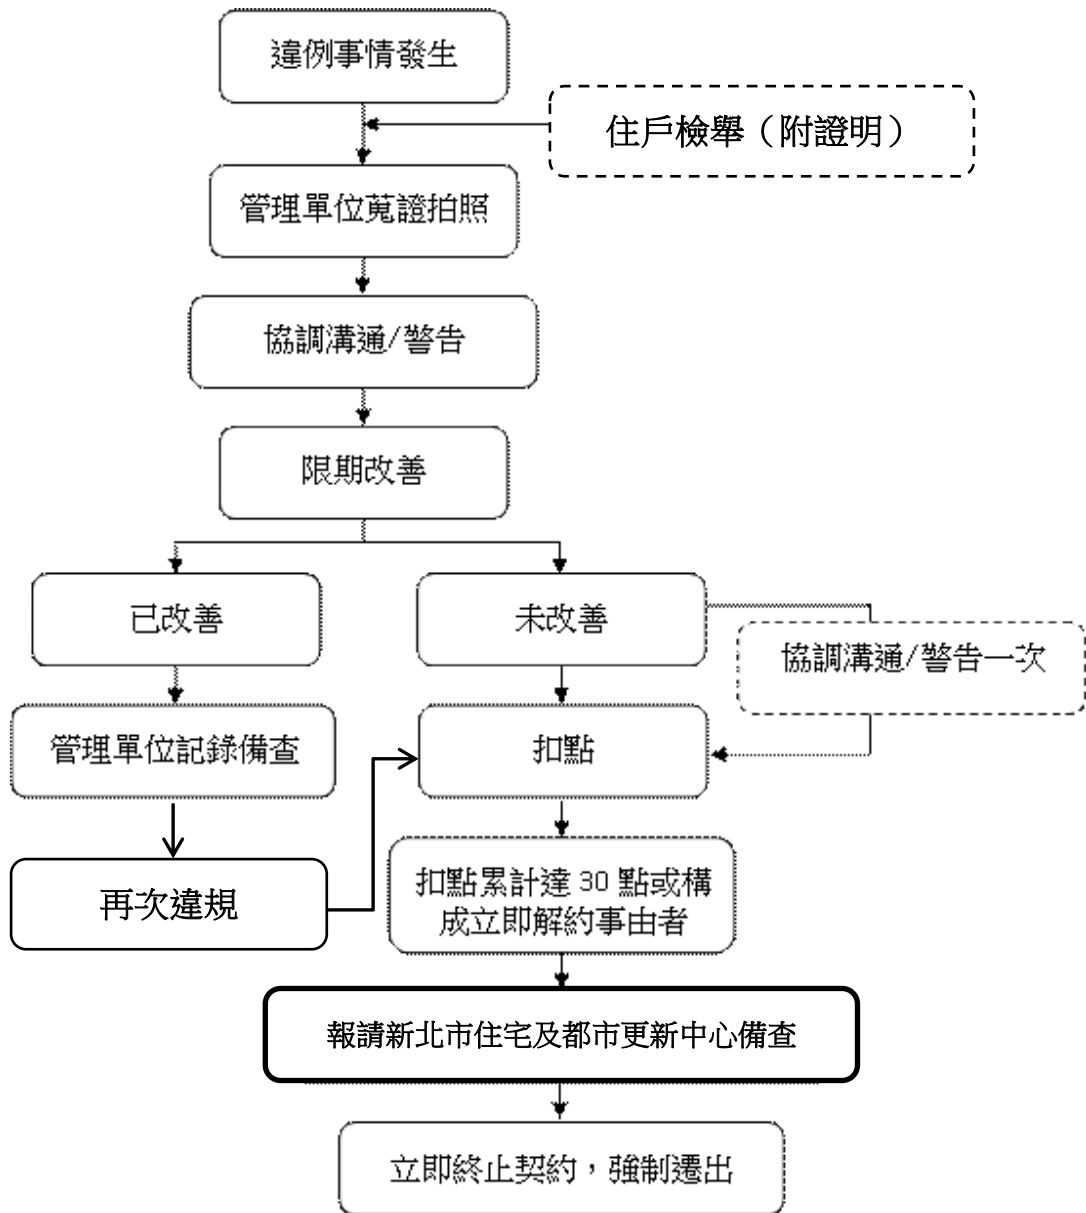 違例事情發生
住戶檢舉（附證明）
管理單位蒐證拍照
協調溝通/警告
限期改善
已改善
未改善
協調溝通/警告一次
管理單位記錄備查
扣點
再次違規
扣點累計達 30 點或構
成立即解約事由者
報請新北市住宅及都市更新中心備查
立即終止契約，強制遷出